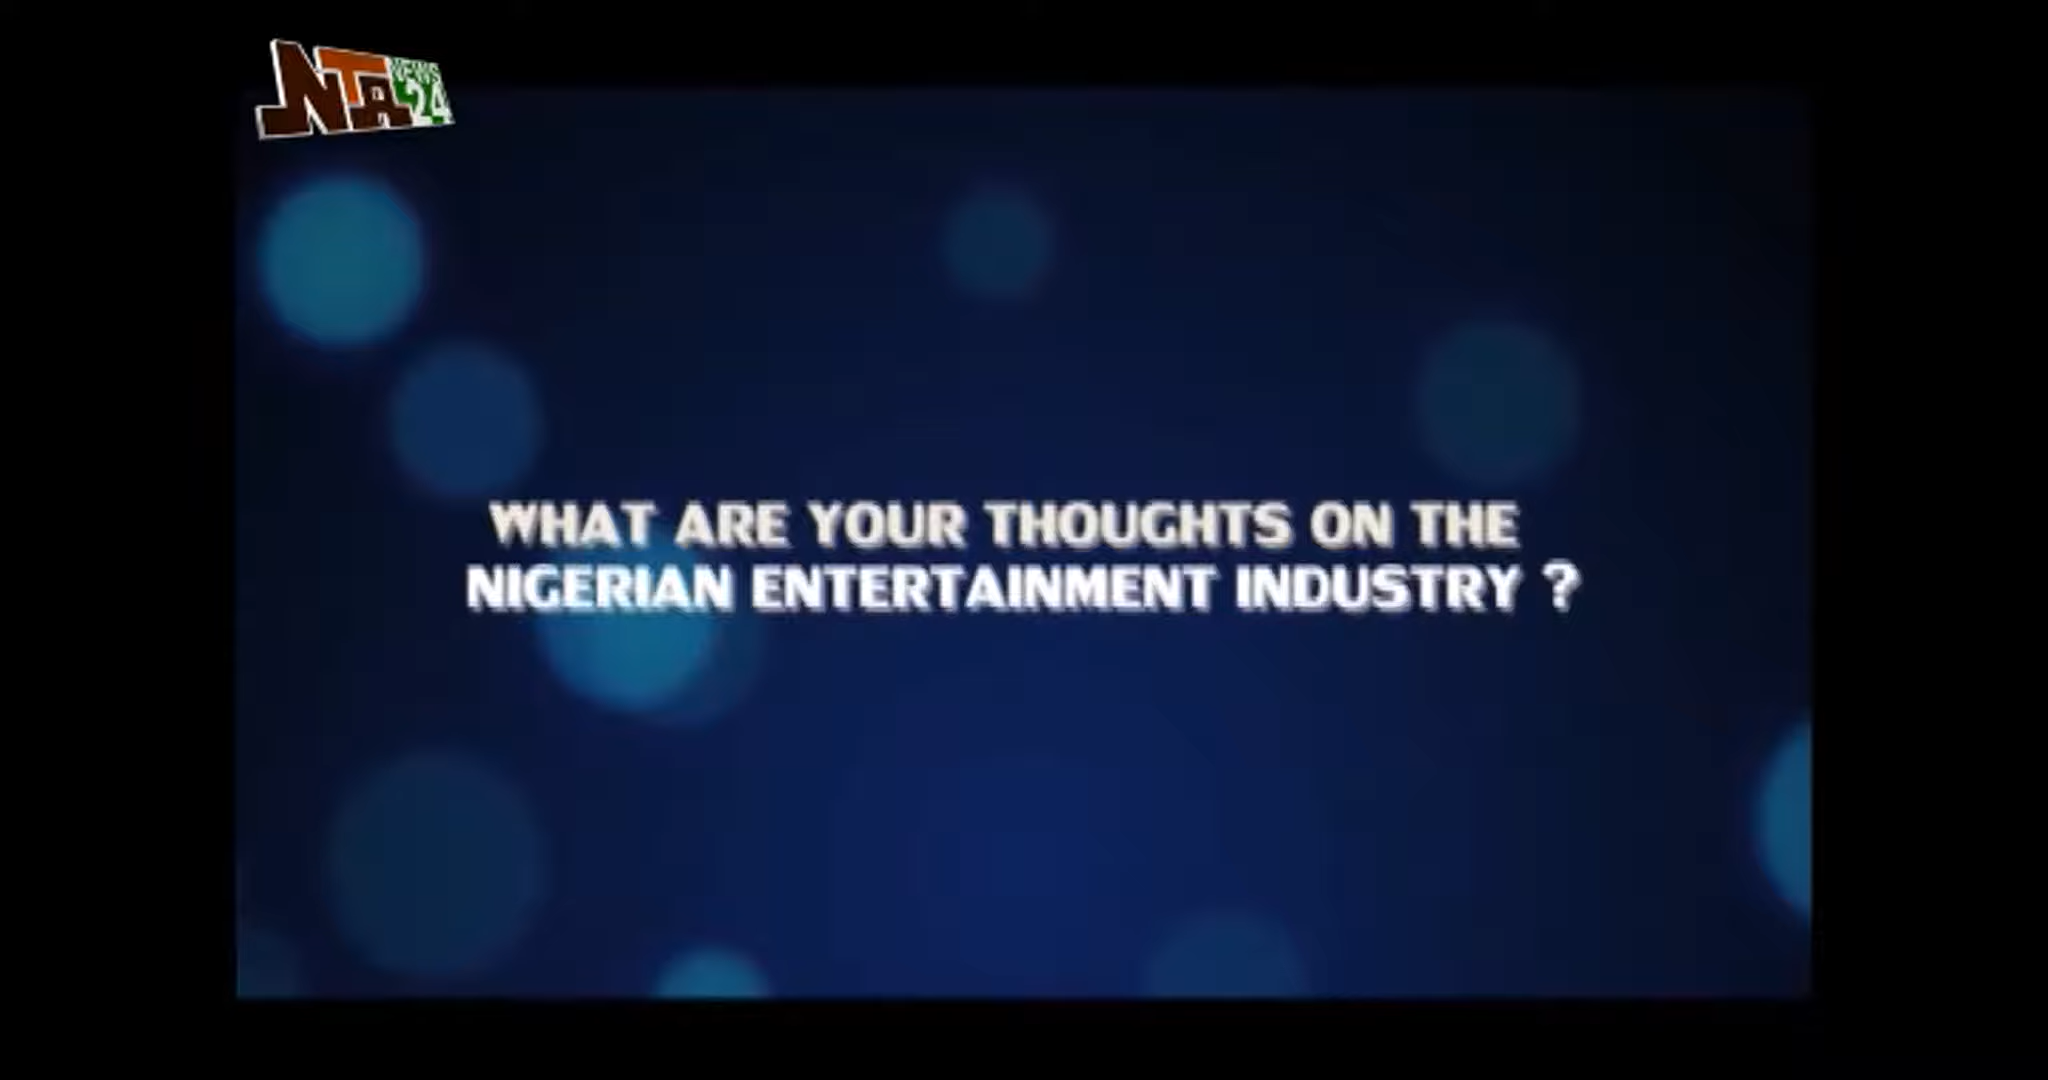 NTA NEWS 24
WHAT ARE YOUR THOUGHTS ON THE
NIGERIAN ENTERTAINMENT INDUSTRY ?